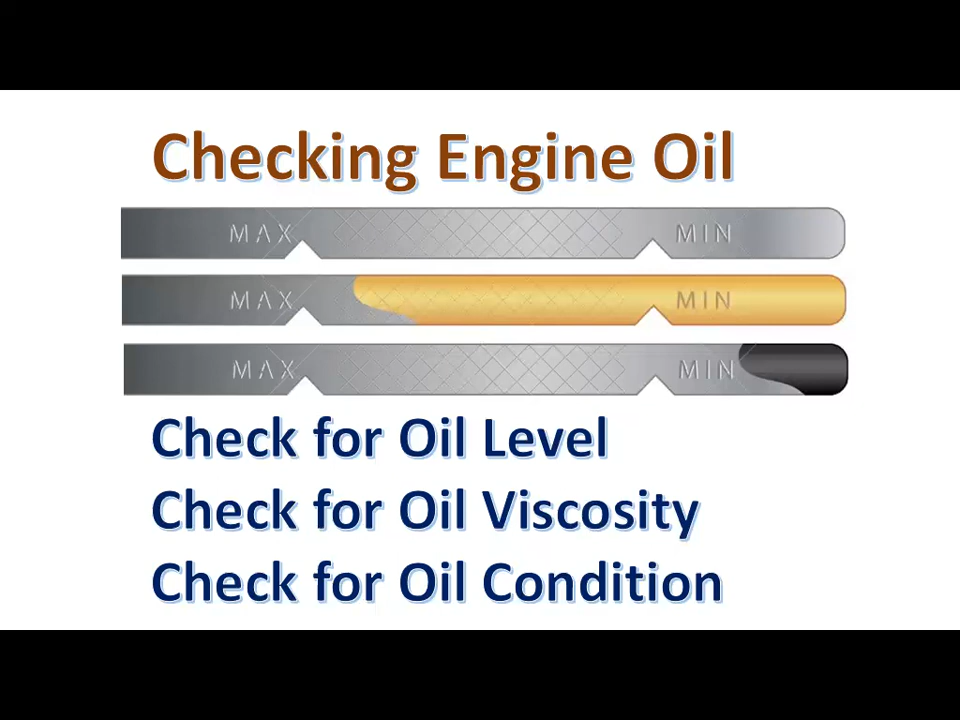 Checking Engine Oil
MAX MIN
MAX MIN
MAX MIN
Check for Oil Level
Check for Oil Viscosity
Check for Oil Condition